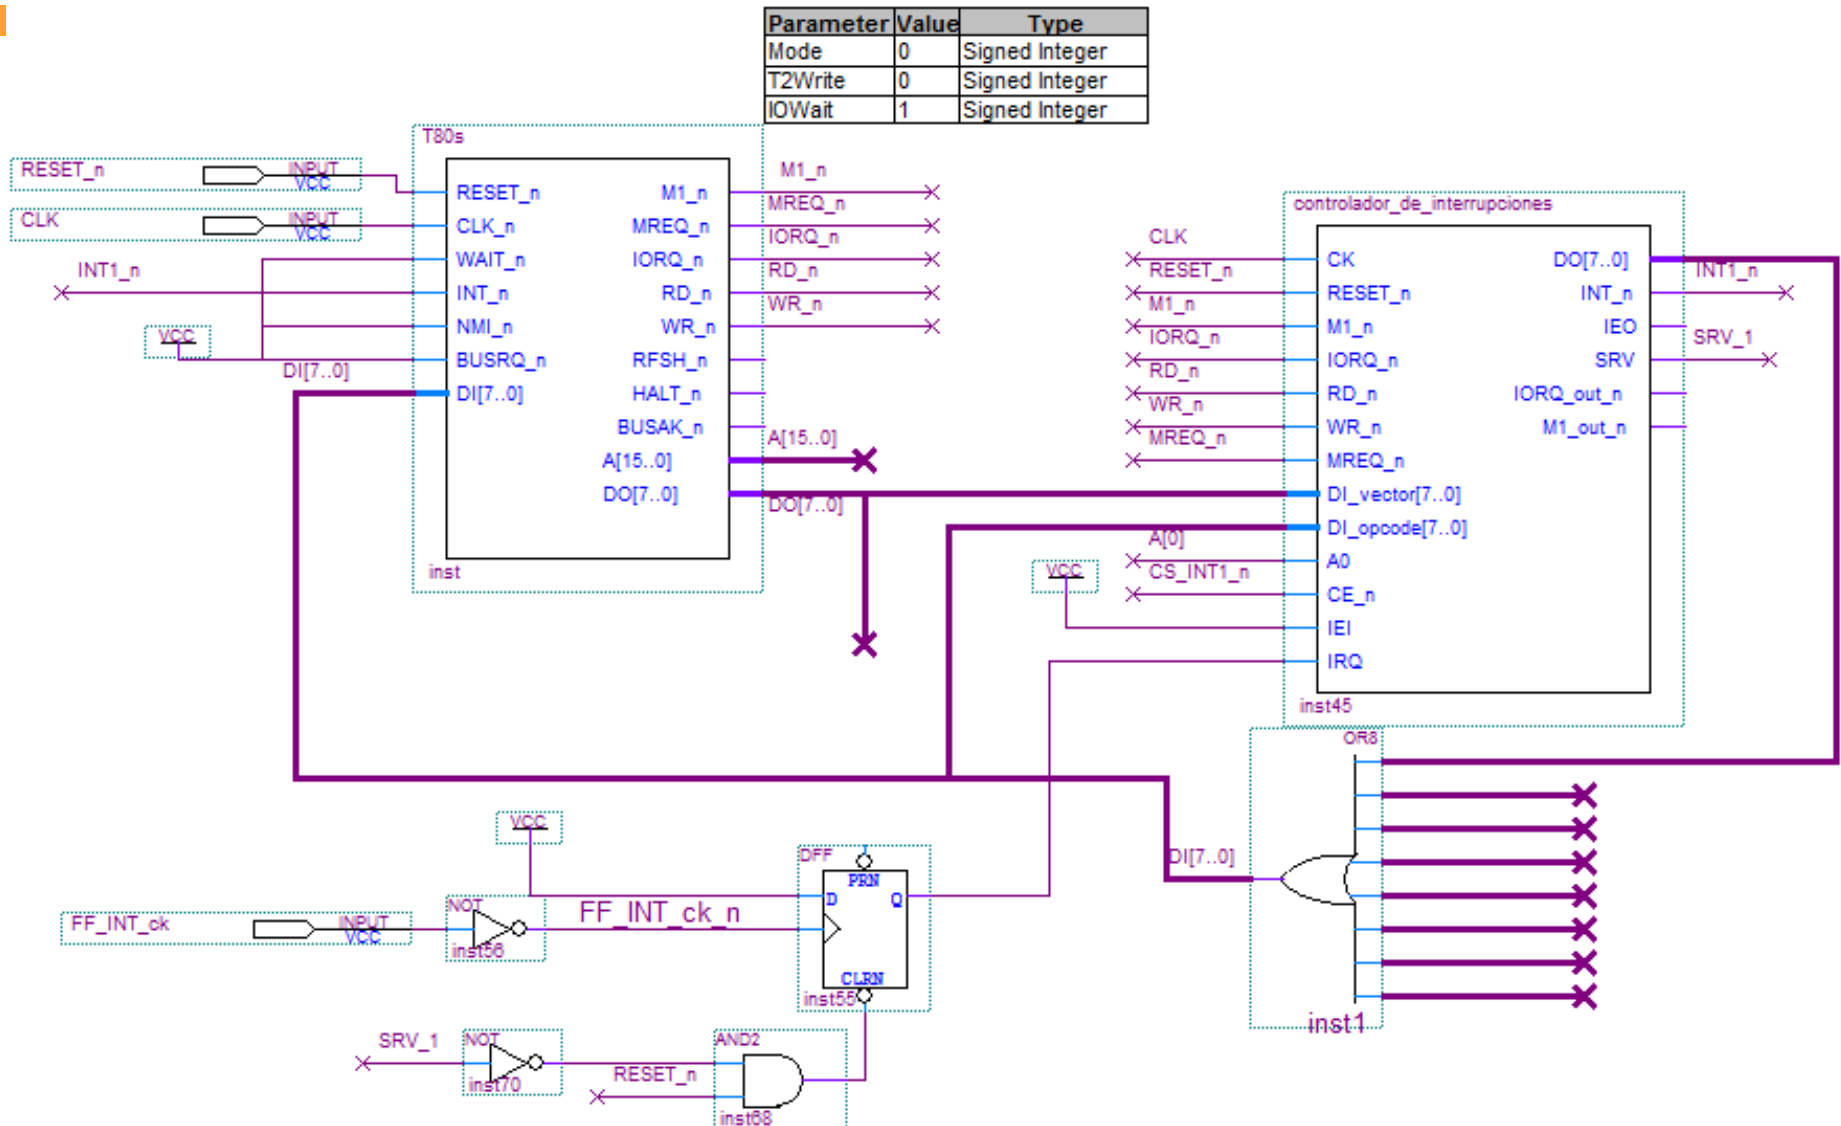 Parameter Value Type
Mode 0 Signed Integer
T2Write 0 Signed Integer
IOWait 1 Signed Integer
T80s
RESET_n INPUT VCC
CLK INPUT VCC
INT1_n
VCC
DI[7..0]
RESET_n
CLK_n
WAIT_n
INT_n
NMI_n
BUSRQ_n
DI[7..0]
M1_n
MREQ_n
IORQ_n
RD_n
WR_n
RFSH_n
HALT_n
BUSAK_n
A[15..0]
DO[7..0]
inst
M1_n
MREQ_n
IORQ_n
RD_n
WR_n
A[15..0]
DO[7..0]
controlador_de_interrupciones
CLK
RESET_n
M1_n
IORQ_n
RD_n
WR_n
MREQ_n
A[0]
CS_INT1_n
VCC
CK
RESET_n
M1_n
IORQ_n
RD_n
WR_n
MREQ_n
DI_vector[7..0]
DI_opcode[7..0]
A0
CE_n
IEI
IRQ
DO[7..0]
INT_n
IEO
SRV
IORQ_out_n
M1_out_n
INT1_n
SRV_1
inst45
OR8
DI[7..0]
inst1
VCC
DFF
PRN
D Q
CLRN
inst55
FF_INT_ck INPUT VCC
NOT
inst56
FF_INT_ck_n
SRV_1
NOT
inst70
RESET_n
AND2
inst68